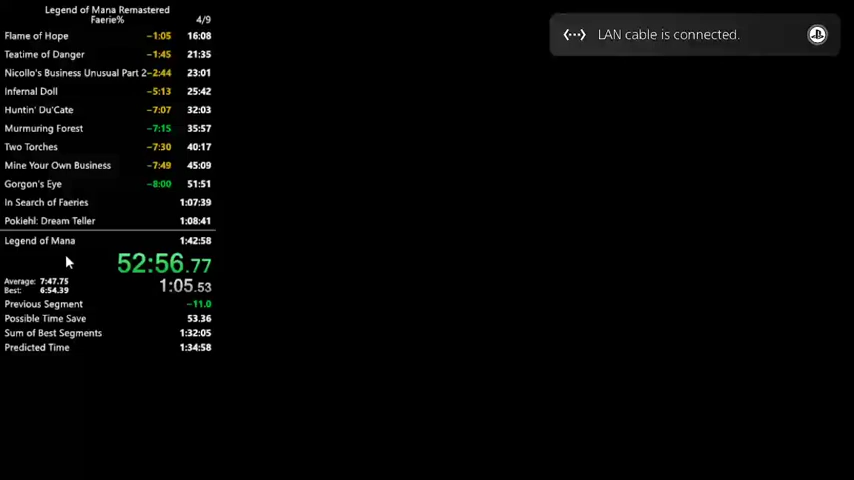 Legend of Mana Remastered
Faerie% 4/9
Flame of Hope −1:05 16:08
Teatime of Danger −1:45 21:35
Nicollo's Business Unusual Part 2 −2:44 23:01
Infernal Doll −5:13 25:42
Huntin' Du'Cate −7:07 32:03
Murmuring Forest −7:15 35:57
Two Torches −7:30 40:17
Mine Your Own Business −7:49 45:09
Gorgon's Eye −8:00 51:51
In Search of Faeries 1:07:39
Pokiehl: Dream Teller 1:08:41
Legend of Mana 1:42:58
52:56.77
Average: 7:47.75
Best: 6:54.39
1:05.53
Previous Segment −11.0
Possible Time Save 53.36
Sum of Best Segments 1:32:05
Predicted Time 1:34:58
LAN cable is connected.